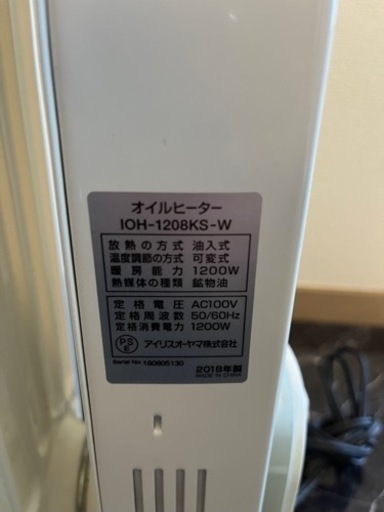 オイルヒーター
IOH-1208KS-W
放熱の方式 油入式
温度調節の方式 可変式
暖房能力 1200W
熱媒体の種類 鉱物油
定格電圧 AC100V
定格周波数 50/60Hz
定格消費電力 1200W
PS E アイリスオーヤマ株式会社
Serial No 160805130
2018年製
MADE IN CHINA